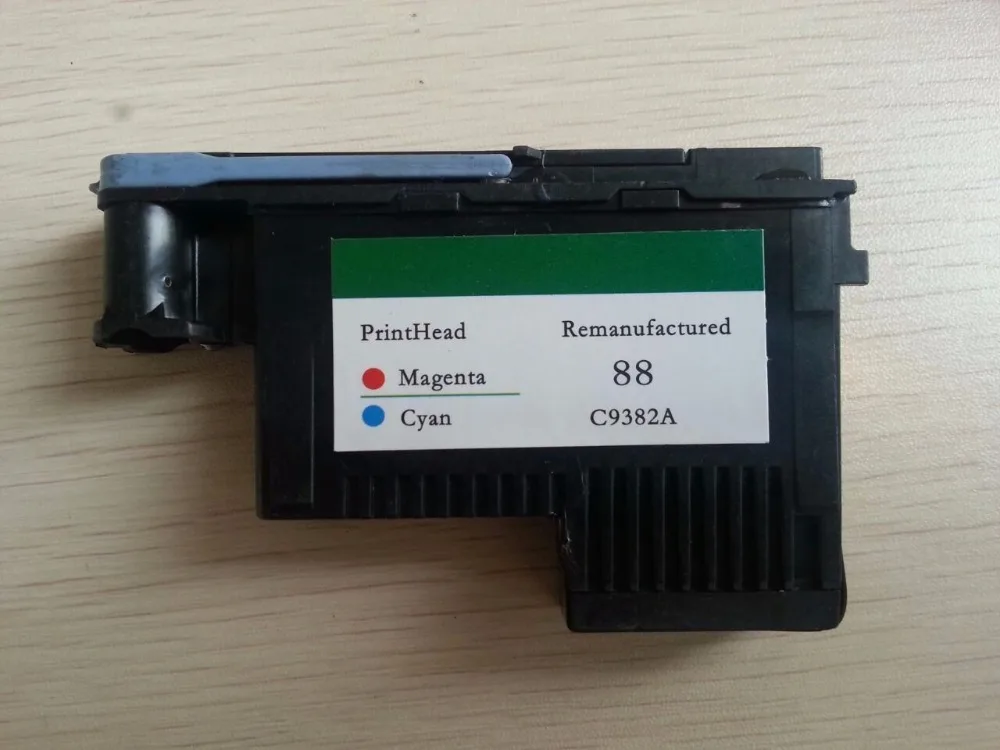 PrintHead
Magenta
Cyan
Remanufactured
88
C9382A